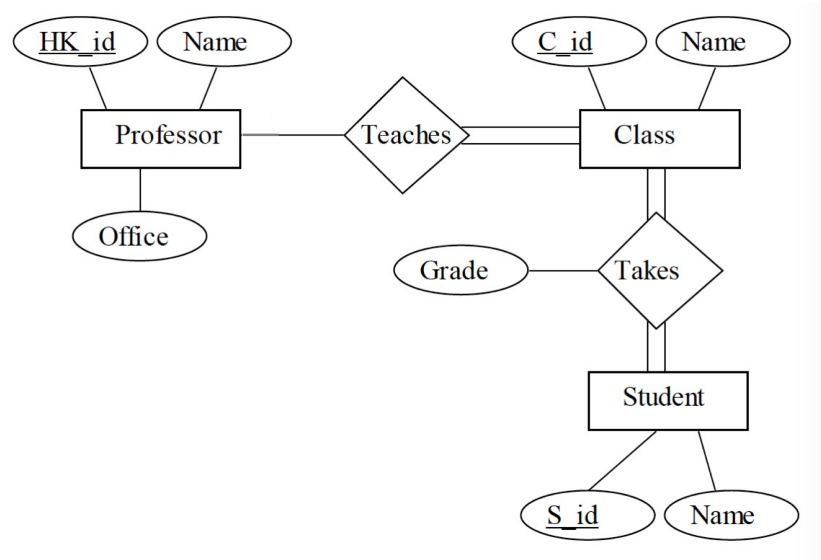 HK_id
Name
C_id
Name
Professor
Teaches
Class
Office
Grade
Takes
Student
S_id
Name